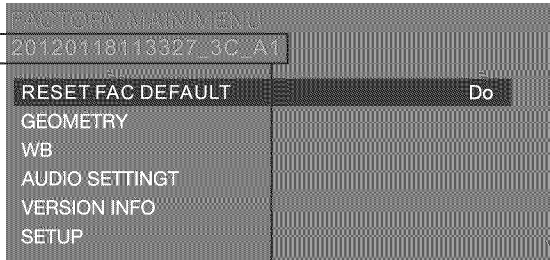 FACTORY MAIN MENU
20120118113327_3C_A1
RESET FAC DEFAULT Do
GEOMETRY
WB
AUDIO SETTINGT
VERSION INFO
SETUP